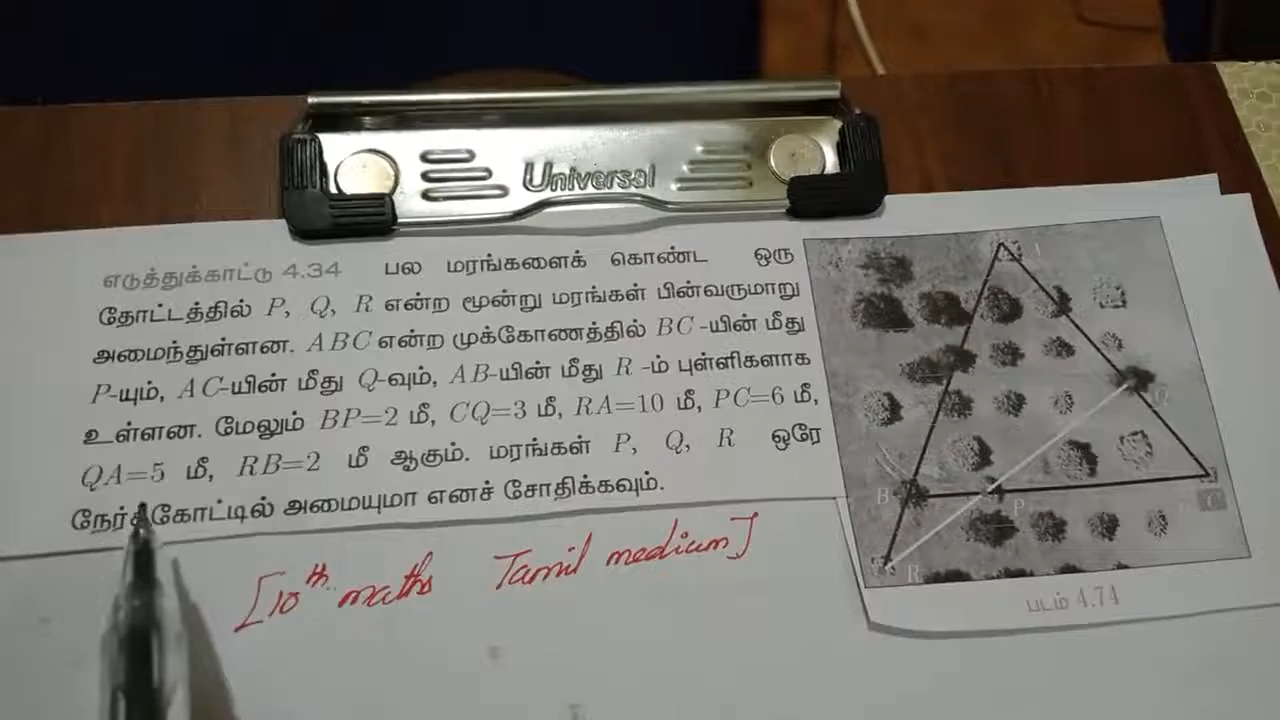 Universal
எடுத்துக்காட்டு 4.34 பல மரங்களைக் கொண்ட ஒரு
தோட்டத்தில் P, Q, R என்ற மூன்று மரங்கள் பின்வருமாறு
அமைந்துள்ளன. ABC என்ற முக்கோணத்தில் BC -யின் மீது
P-யும், AC-யின் மீது Q-வும், AB-யின் மீது R -ம் புள்ளிகளாக
உள்ளன. மேலும் BP=2 மீ, CQ=3 மீ, RA=10 மீ, PC=6 மீ,
QA=5 மீ, RB=2 மீ ஆகும். மரங்கள் P, Q, R ஒரே
நேர்க்கோட்டில் அமையுமா எனச் சோதிக்கவும்.
A
Q
B
P
C
R
படம் 4.74
[10th maths Tamil medium]